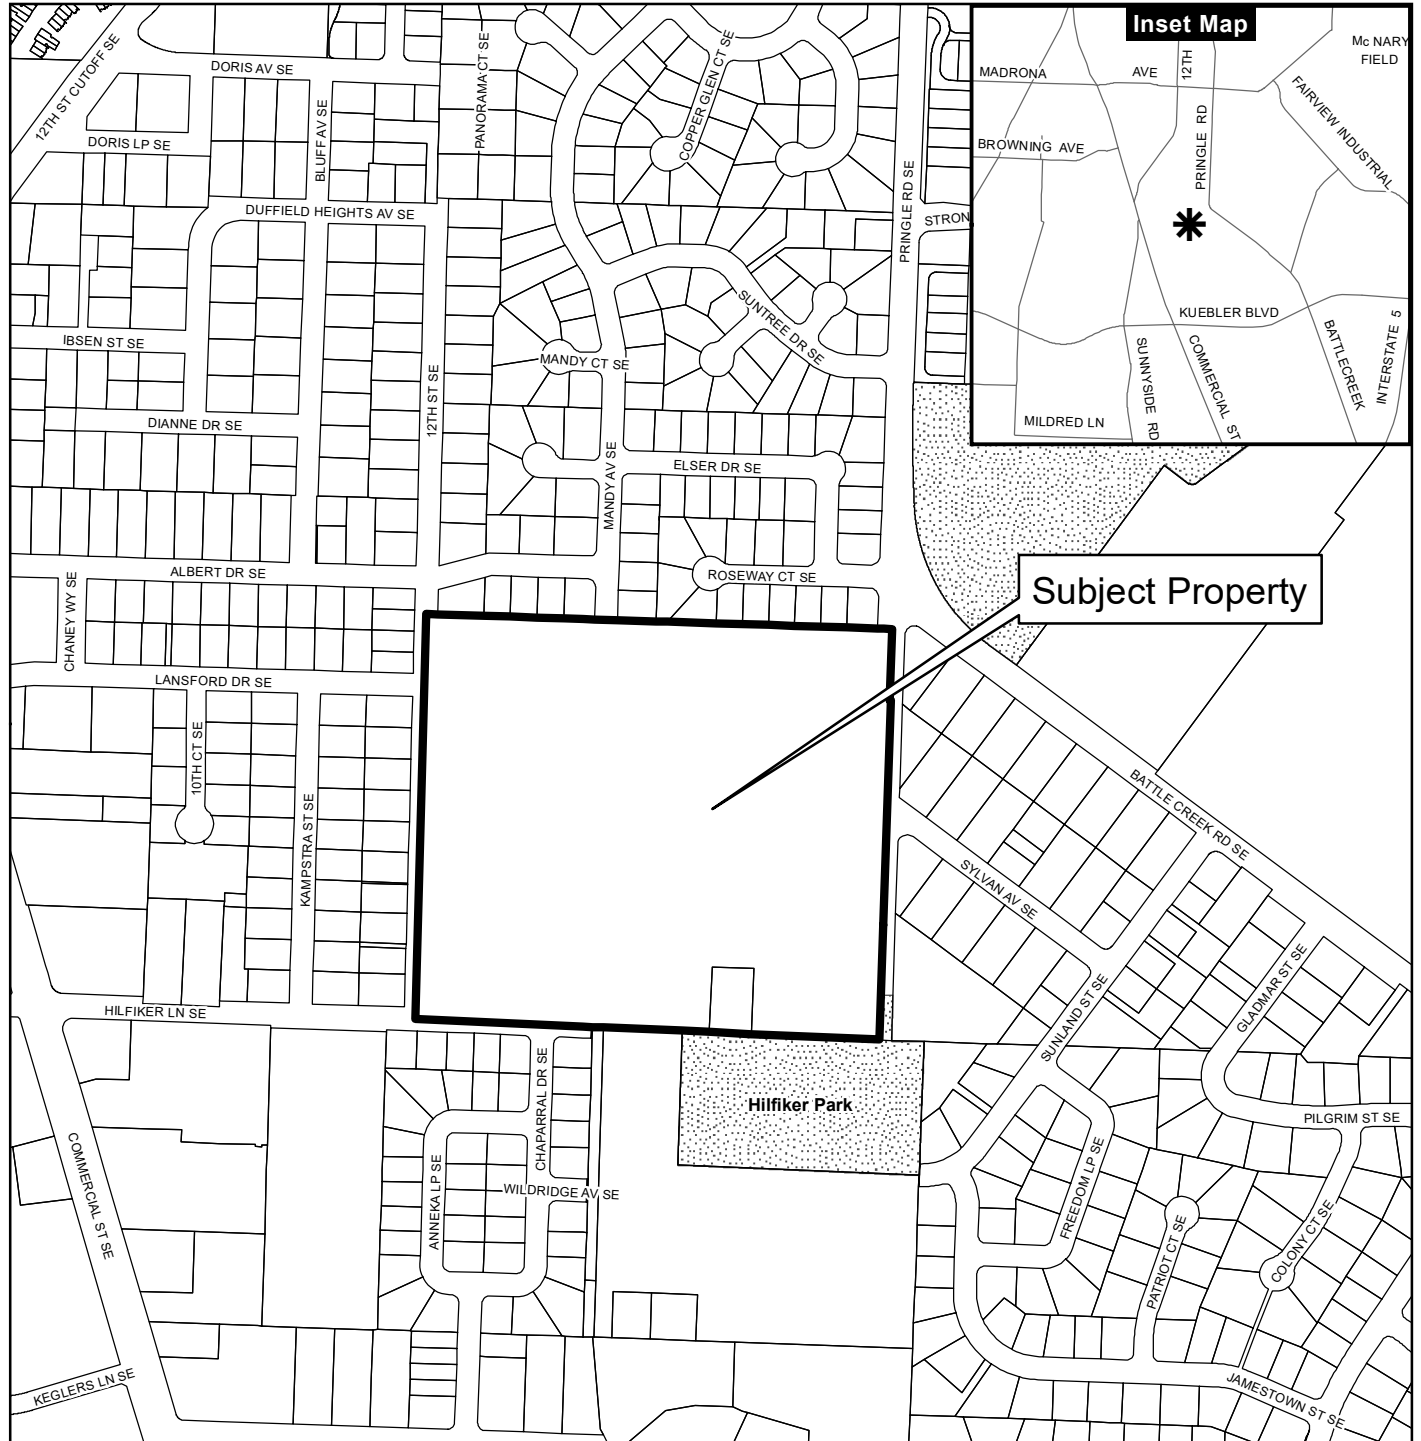 Inset Map
Mc NARY
FIELD
MADRONA
AVE
12TH
FAIRVIEW INDUSTRIAL
PRINGLE RD
BROWNING AVE
KUEBLER BLVD
SUNNYSIDE RD
COMMERCIAL ST
BATTLECREEK
INTERSTATE 5
MILDRED LN
12TH ST CUTOFF SE
DORIS AV SE
PANORAMA CT SE
COPPER GLEN CT SE
DORIS LP SE
BLUFF AV SE
DUFFIELD HEIGHTS AV SE
PRINGLE RD SE
STRON
SUNTREE DR SE
IBSEN ST SE
MANDY CT SE
12TH ST SE
DIANNE DR SE
MANDY AV SE
ELSER DR SE
ALBERT DR SE
ROSEWAY CT SE
Subject Property
CHANEY WY SE
LANSFORD DR SE
10TH CT SE
KAMPSTRA ST SE
BATTLE CREEK RD SE
SYLVAN AV SE
GLADMAR ST SE
SUNLAND ST SE
HILFIKER LN SE
CHAPARRAL DR SE
Hilfiker Park
PILGRIM ST SE
COMMERCIAL ST SE
ANNEKA LP SE
WILDRIDGE AV SE
FREEDOM LP SE
PATRIOT CT SE
COLONY CT SE
KEGLERS LN SE
JAMESTOWN ST SE